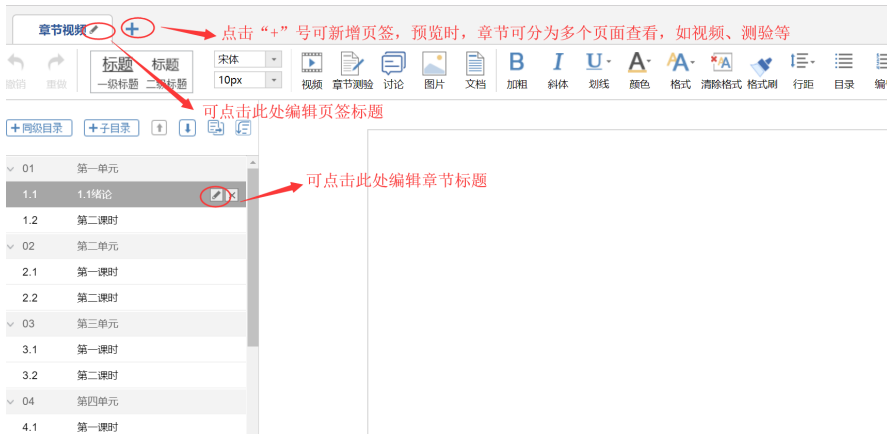 章节视频
点击“+”号可新增页签，预览时，章节可分为多个页面查看，如视频、测验等
撤销 重做
标题 一级标题
标题 二级标题
宋体
10px
视频 章节测验 讨论 图片 文档
B 加粗
I 斜体
U 划线
A 颜色
AA 格式
清除格式 格式刷 行距 目录 编
可点击此处编辑页签标题
+同级目录 +子目录
01 第一单元
1.1 1.1绪论
可点击此处编辑章节标题
1.2 第二课时
02 第二单元
2.1 第一课时
2.2 第二课时
03 第三单元
3.1 第一课时
3.2 第二课时
04 第四单元
4.1 第一课时